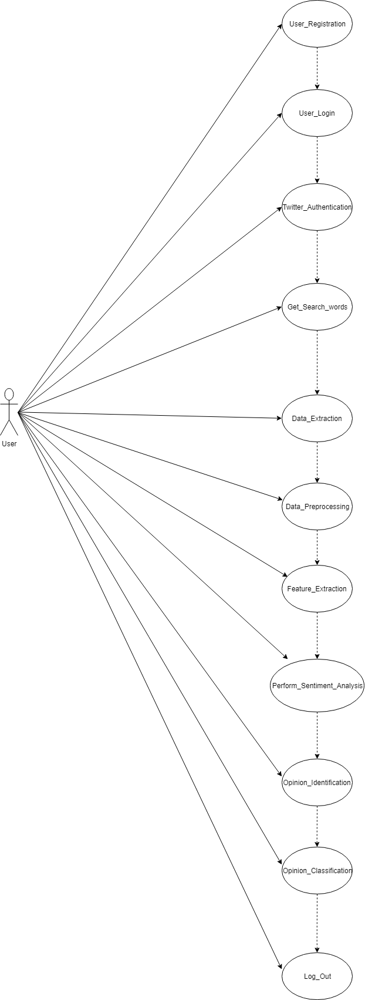 User_Registration
User_Login
Twitter_Authentication
Get_Search_words
User
Data_Extraction
Data_Preprocessing
Feature_Extraction
Perform_Sentiment_Analysis
Opinion_Identification
Opinion_Classification
Log_Out